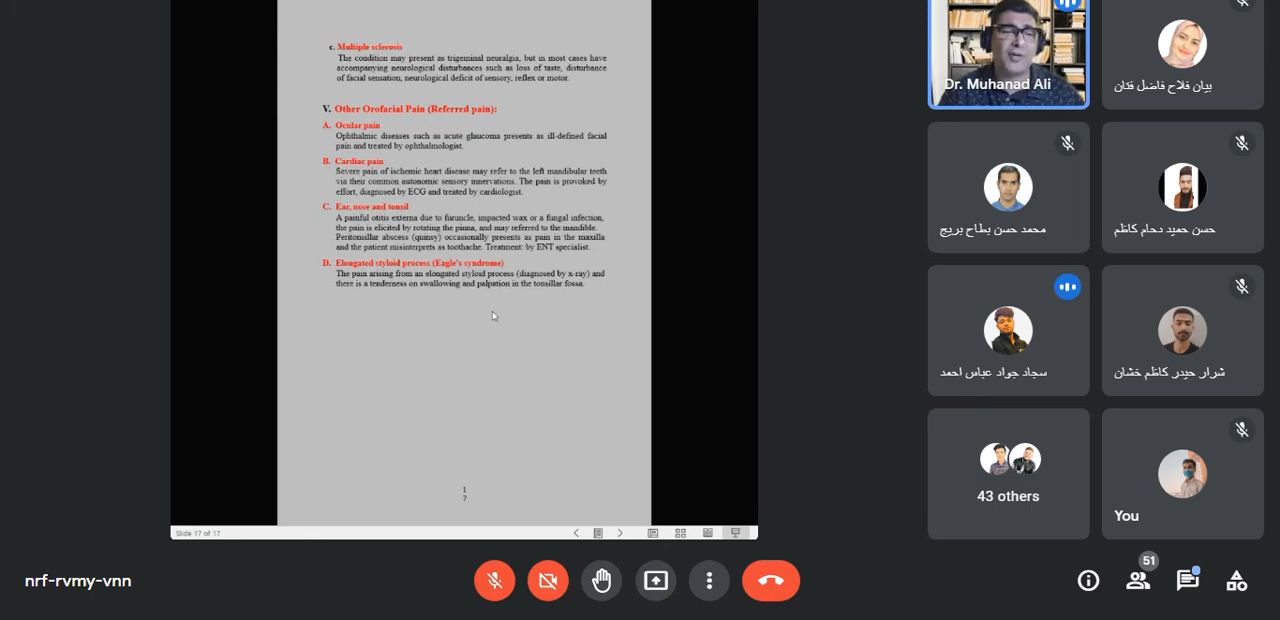 c. Multiple sclerosis
The condition may present as trigeminal neuralgia, but in most cases have
accompanying neurological disturbances such as loss of taste, disturbance
of facial sensation, neurological deficit of sensory, reflex or motor.
V. Other Orofacial Pain (Referred pain):
A. Ocular pain
Ophthalmic diseases such as acute glaucoma presents as ill-defined facial
pain and treated by ophthalmologist.
B. Cardiac pain
Severe pain of ischemic heart disease may refer to the left mandibular teeth
via their common autonomic sensory innervations. The pain is provoked by
effort, diagnosed by ECG and treated by cardiologist.
C. Ear, nose and tonsil
A painful otitis externa due to furuncle, impacted wax or a fungal infection,
the pain is elicited by rotating the pinna, and may referred to the mandible.
Peritonsillar abscess (quinsy) occasionally presents as pain in the maxilla
and the patient misinterprets as toothache. Treatment: by ENT specialist.
D. Elongated styloid process (Eagle's syndrome)
The pain arising from an elongated styloid process (diagnosed by x-ray) and
there is a tenderness on swallowing and palpation in the tonsillar fossa.
1
7
Slide 17 of 17
Dr. Muhanad Ali
بيان فلاح فاضل فتان
محمد حسن بطاح بريج
حسن حميد دحام كاظم
سجاد جواد عباس احمد
شرار حيدر كاظم خشان
43 others
You
nrf-rvmy-vnn
51